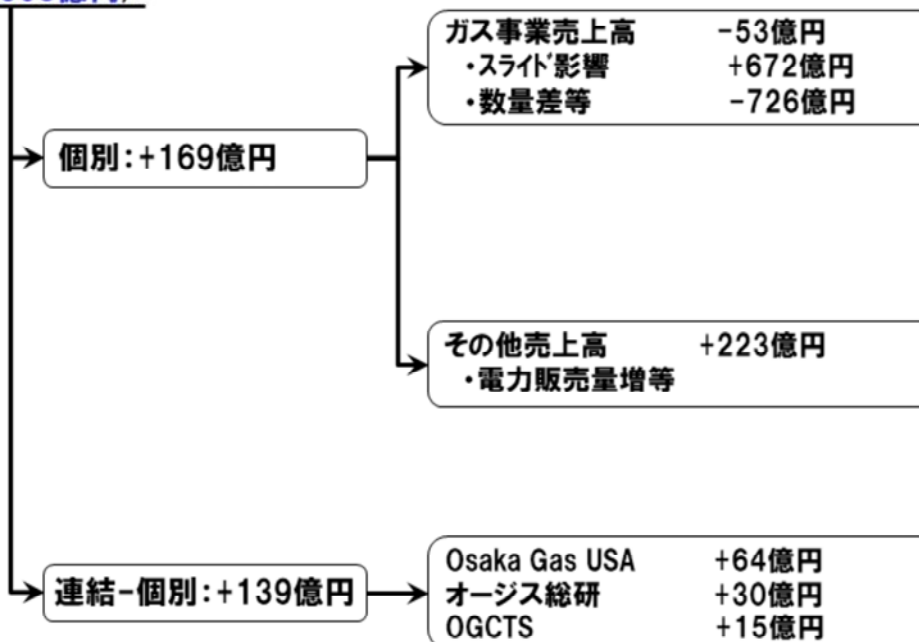 ガス事業売上高 -53億円
・スライド影響 +672億円
・数量差等 -726億円
個別:+169億円
その他売上高 +223億円
・電力販売量増等
連結-個別:+139億円
Osaka Gas USA +64億円
オージス総研 +30億円
OGCTS +15億円